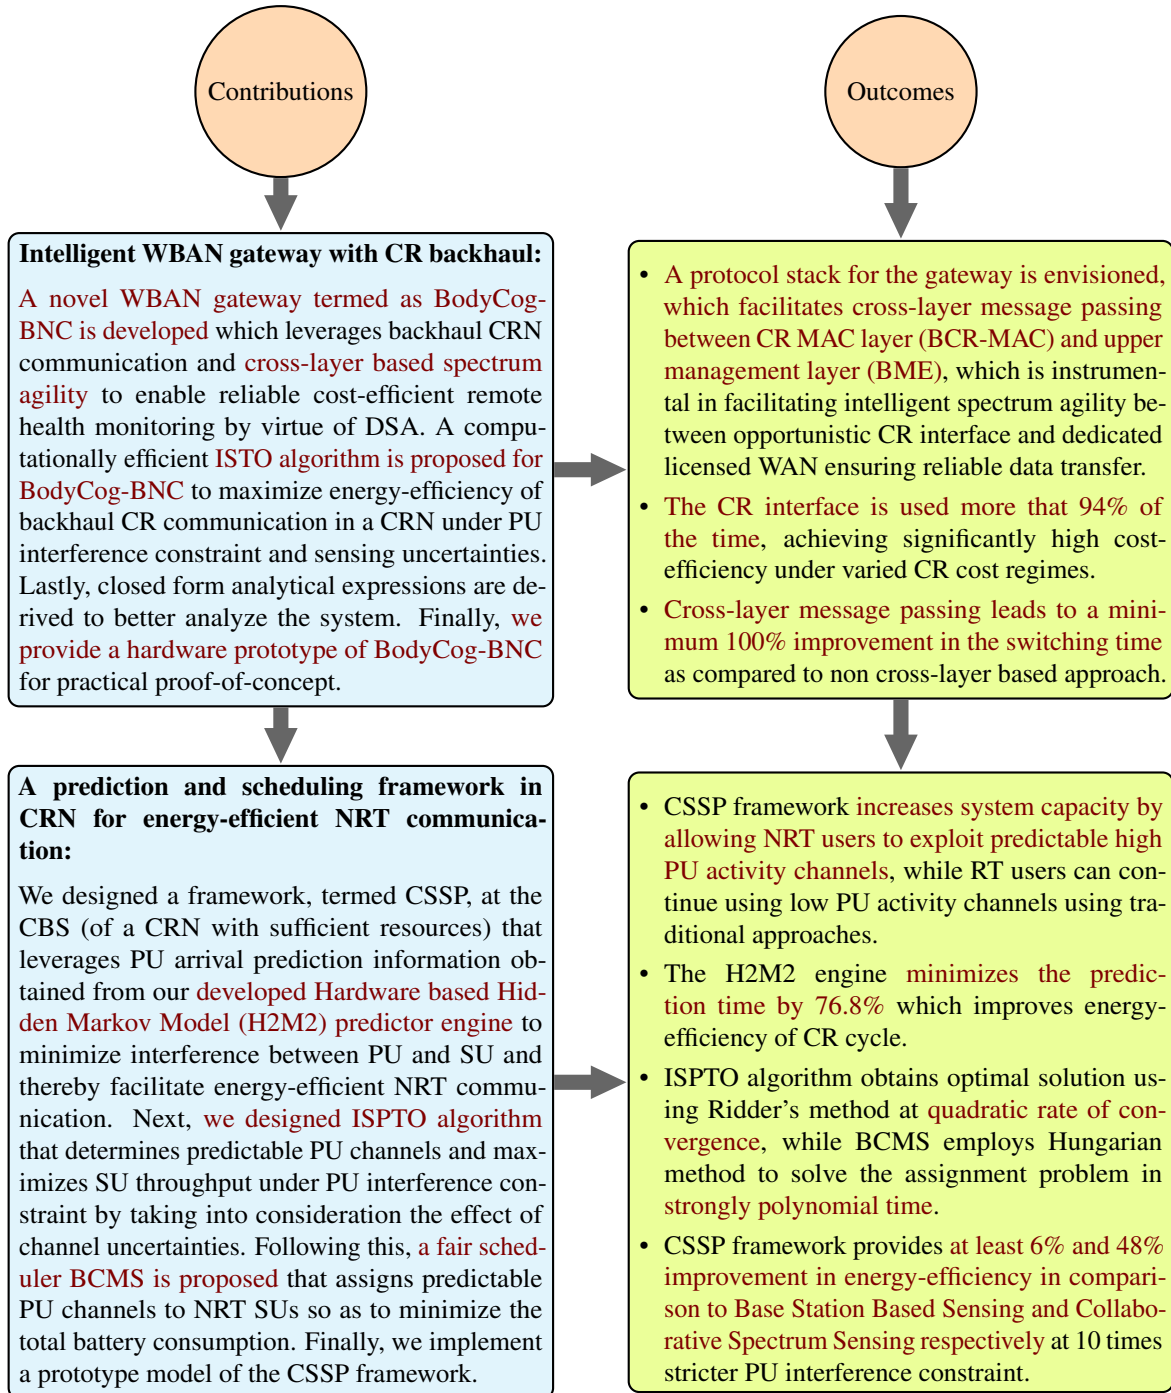 Contributions
Outcomes
Intelligent WBAN gateway with CR backhaul:
A novel WBAN gateway termed as BodyCog-
BNC is developed which leverages backhaul CRN
communication and cross-layer based spectrum
agility to enable reliable cost-efficient remote
health monitoring by virtue of DSA. A compu-
tationally efficient ISTO algorithm is proposed for
BodyCog-BNC to maximize energy-efficiency of
backhaul CR communication in a CRN under PU
interference constraint and sensing uncertainties.
Lastly, closed form analytical expressions are de-
rived to better analyze the system. Finally, we
provide a hardware prototype of BodyCog-BNC
for practical proof-of-concept.
• A protocol stack for the gateway is envisioned,
which facilitates cross-layer message passing
between CR MAC layer (BCR-MAC) and upper
management layer (BME), which is instrumen-
tal in facilitating intelligent spectrum agility be-
tween opportunistic CR interface and dedicated
licensed WAN ensuring reliable data transfer.
• The CR interface is used more that 94% of
the time, achieving significantly high cost-
efficiency under varied CR cost regimes.
• Cross-layer message passing leads to a mini-
mum 100% improvement in the switching time
as compared to non cross-layer based approach.
A prediction and scheduling framework in
CRN for energy-efficient NRT communica-
tion:
We designed a framework, termed CSSP, at the
CBS (of a CRN with sufficient resources) that
leverages PU arrival prediction information ob-
tained from our developed Hardware based Hid-
den Markov Model (H2M2) predictor engine to
minimize interference between PU and SU and
thereby facilitate energy-efficient NRT commu-
nication. Next, we designed ISPTO algorithm
that determines predictable PU channels and max-
imizes SU throughput under PU interference con-
straint by taking into consideration the effect of
channel uncertainties. Following this, a fair sched-
uler BCMS is proposed that assigns predictable
PU channels to NRT SUs so as to minimize the
total battery consumption. Finally, we implement
a prototype model of the CSSP framework.
• CSSP framework increases system capacity by
allowing NRT users to exploit predictable high
PU activity channels, while RT users can con-
tinue using low PU activity channels using tra-
ditional approaches.
• The H2M2 engine minimizes the predic-
tion time by 76.8% which improves energy-
efficiency of CR cycle.
• ISPTO algorithm obtains optimal solution us-
ing Ridder's method at quadratic rate of con-
vergence, while BCMS employs Hungarian
method to solve the assignment problem in
strongly polynomial time.
• CSSP framework provides at least 6% and 48%
improvement in energy-efficiency in compari-
son to Base Station Based Sensing and Collab-
orative Spectrum Sensing respectively at 10 times
stricter PU interference constraint.